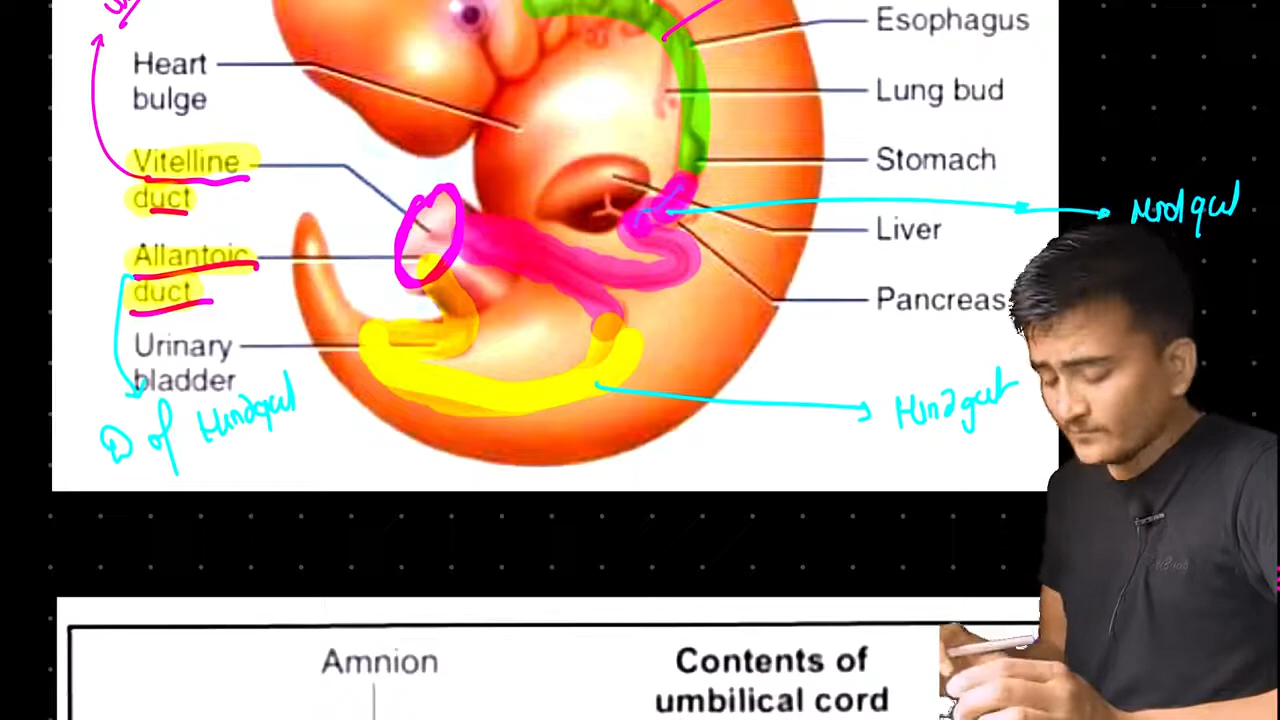 Esophagus
Heart
bulge
Lung bud
Vitelline
duct
Stomach
midgut
Allantoic
duct
Liver
Pancreas
Urinary
bladder
D of Hindgut
Hindgut
Amnion
Contents of
umbilical cord